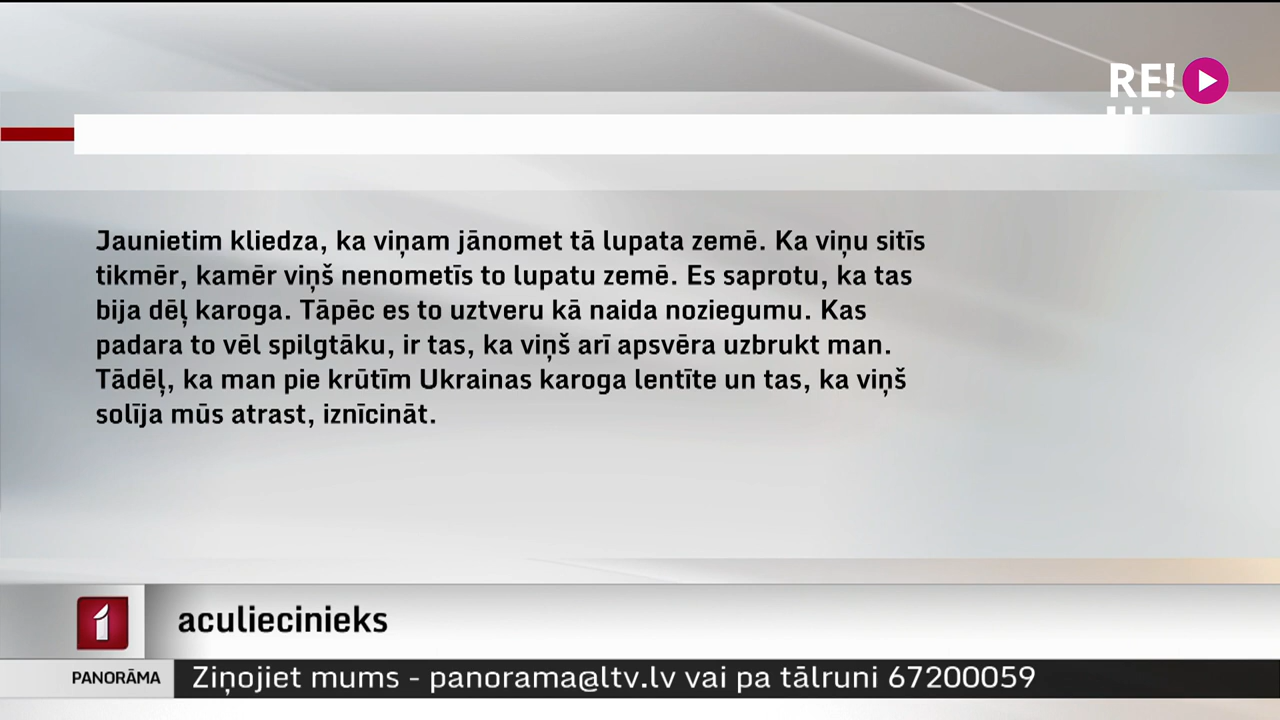 RE!
Jaunietim kliedza, ka viņam jānomet tā lupata zemē. Ka viņu sitīs
tikmēr, kamēr viņš nenometīs to lupatu zemē. Es saprotu, ka tas
bija dēļ karoga. Tāpēc es to uztveru kā naida noziegumu. Kas
padara to vēl spilgtāku, ir tas, ka viņš arī apsvēra uzbrukt man.
Tādēļ, ka man pie krūtīm Ukrainas karoga lentīte un tas, ka viņš
solīja mūs atrast, iznīcināt.
1 aculiecinieks
PANORĀMA Ziņojiet mums - panorama@ltv.lv vai pa tālruni 67200059